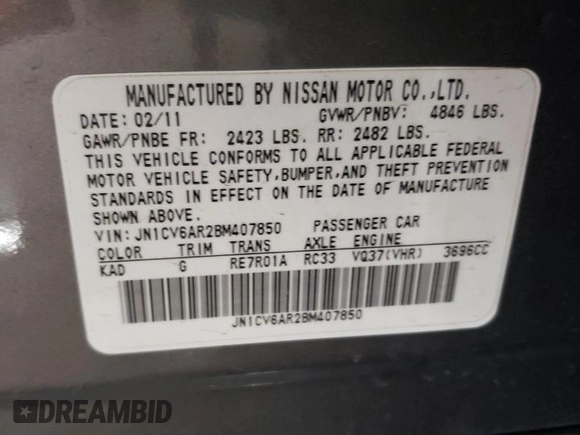 MANUFACTURED BY NISSAN MOTOR CO.,LTD.
DATE: 02/11 GVWR/PNBV: 4846 LBS.
GAWR/PNBE FR: 2423 LBS. RR: 2482 LBS.
THIS VEHICLE CONFORMS TO ALL APPLICABLE FEDERAL
MOTOR VEHICLE SAFETY,BUMPER,AND THEFT PREVENTION
STANDARDS IN EFFECT ON THE DATE OF MANUFACTURE
SHOWN ABOVE.
VIN: JN1CV6AR2BM407850 PASSENGER CAR
COLOR TRIM TRANS AXLE ENGINE
KAD G RE7R01A RC33 VQ37(VHR) 3696CC
JN1CV6AR2BM407850
DREAMBID